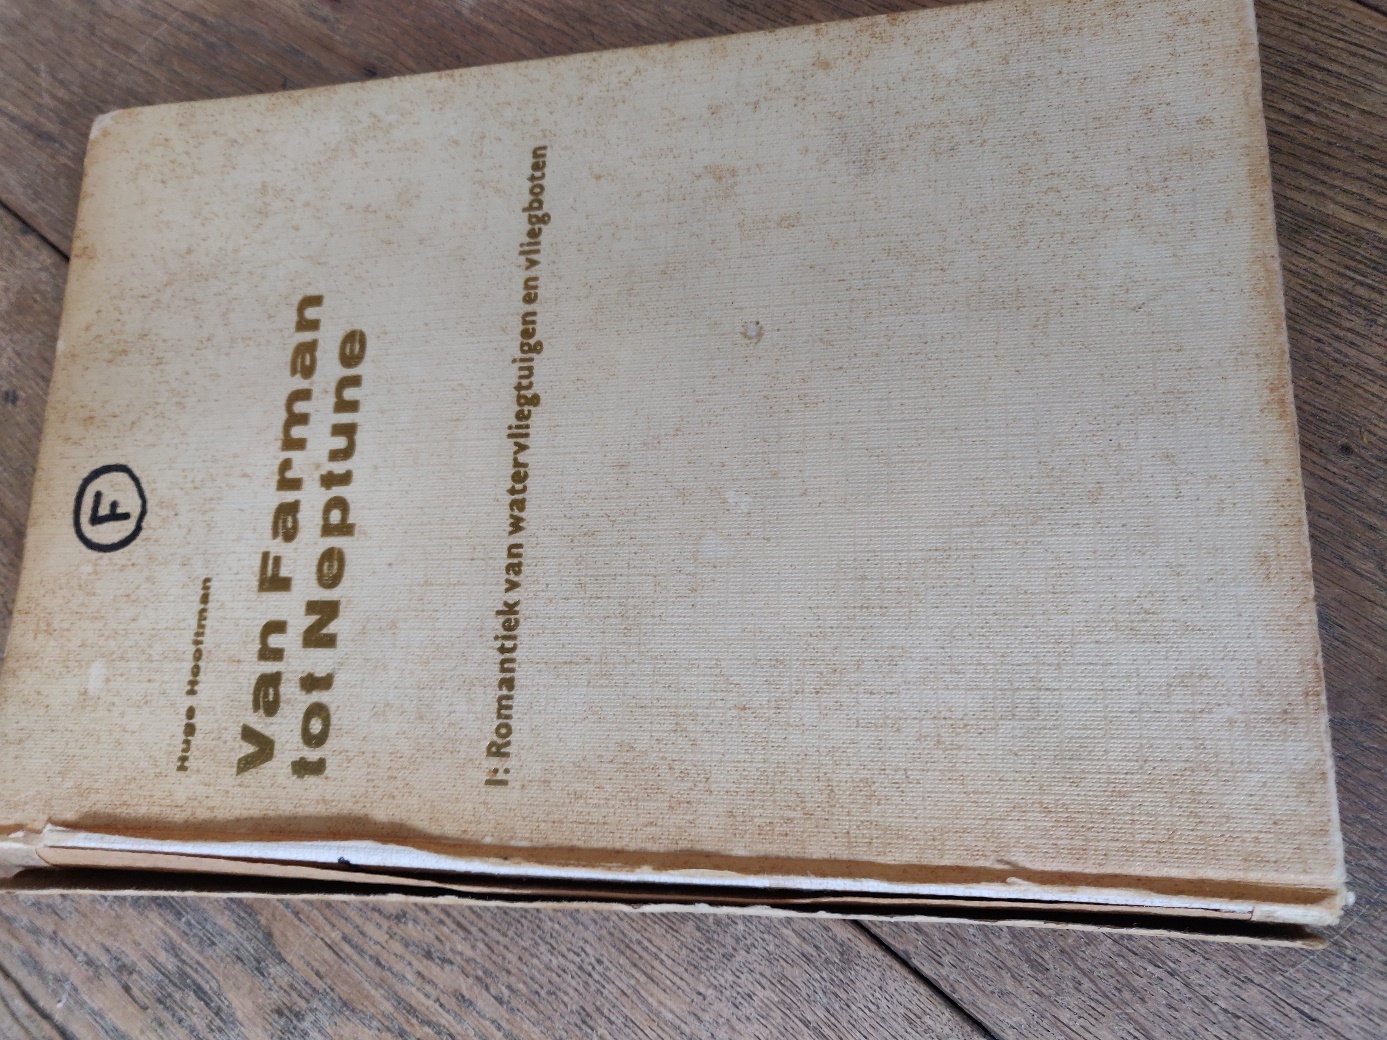 F
Hugo Hooftman
Van Farman
tot Neptune
I: Romantiek van watervliegtuigen en vliegboten